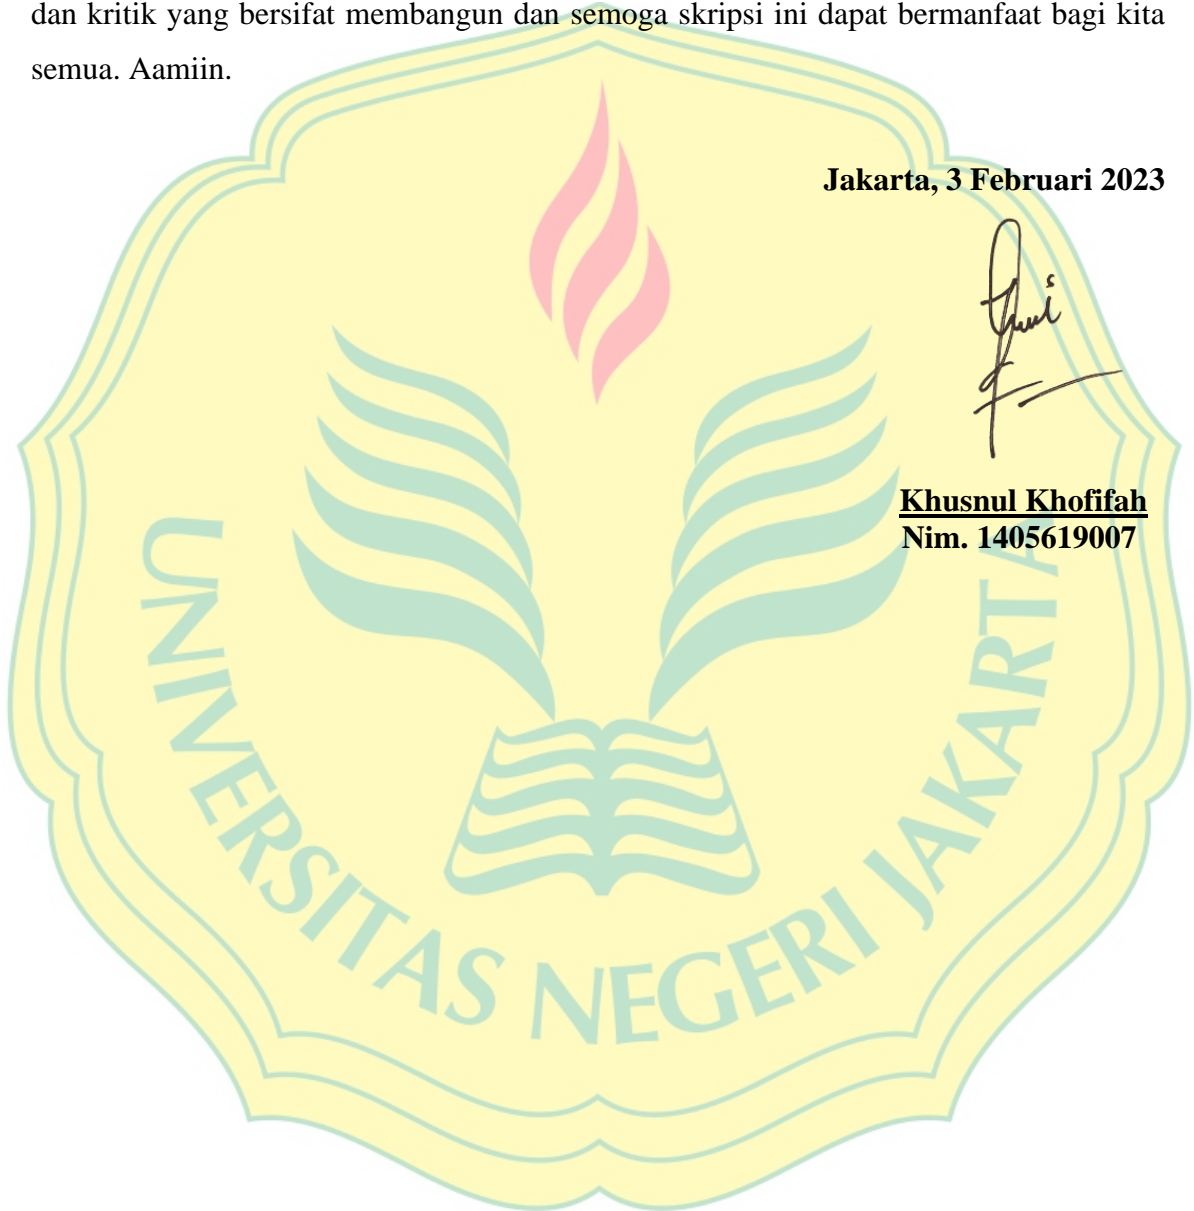 dan kritik yang bersifat membangun dan semoga skripsi ini dapat bermanfaat bagi kita
semua. Aamiin.
Jakarta, 3 Februari 2023
Khusnul Khofifah
Nim. 1405619007
UNIVERSITAS NEGERI JAKARTA